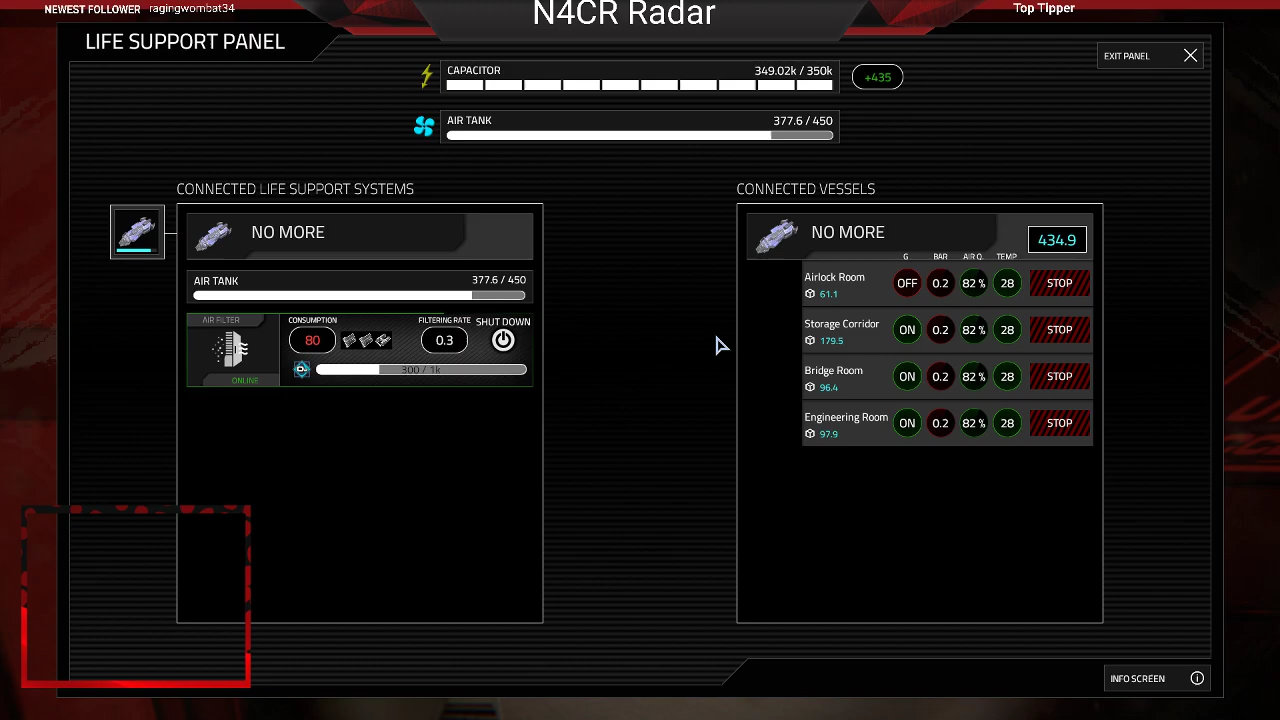 NEWEST FOLLOWER ragingwombat34
N4CR Radar
Top Tipper
LIFE SUPPORT PANEL
EXIT PANEL
CAPACITOR 349.02k / 350k
+435
AIR TANK 377.6 / 450
CONNECTED LIFE SUPPORT SYSTEMS
NO MORE
AIR TANK 377.6 / 450
AIR FILTER
CONSUMPTION FILTERING RATE SHUT DOWN
80 0.3
300 / 1k
ONLINE
CONNECTED VESSELS
NO MORE 434.9
G BAR AIR Q. TEMP
Airlock Room OFF 0.2 82 % 28 STOP
61.1
Storage Corridor ON 0.2 82 % 28 STOP
179.5
Bridge Room ON 0.2 82 % 28 STOP
96.4
Engineering Room ON 0.2 82 % 28 STOP
97.9
INFO SCREEN